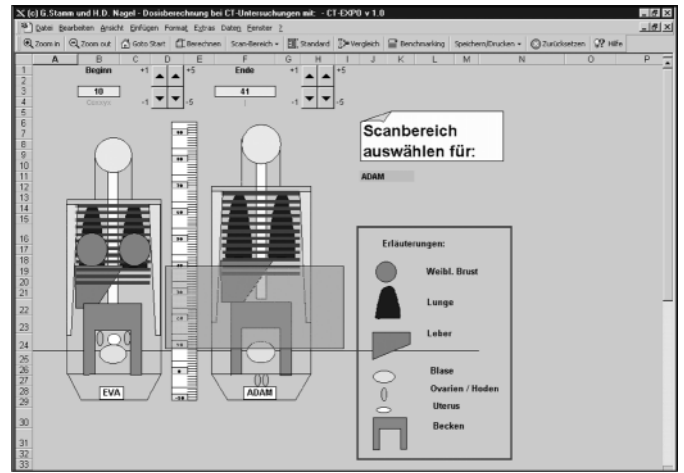 (c) G.Stamm und H.D. Nagel - Dosisberechnung bei CT-Untersuchungen mit: - CT-EXPO v 1.0
Datei Bearbeiten Ansicht Einfügen Format Extras Daten Fenster ?
Zoom in Zoom out Goto Start Berechnen Scan-Bereich Standard Vergleich Benchmarking Speichern/Drucken Zurücksetzen Hilfe
A B C D E F G H I J K L M N O P
Beginn +1 +5 Ende +1 +5
10 41
-1 -5 -1 -5
Scanbereich
auswählen für:
ADAM
Erläuterungen:
Weibl. Brust
Lunge
Leber
Blase
Ovarien / Hoden
Uterus
Becken
EVA ADAM
1
2
3
4
5
6
7
8
9
10
11
12
13
14
15
16
17
18
19
20
21
22
23
24
25
26
27
28
29
30
31
32
33